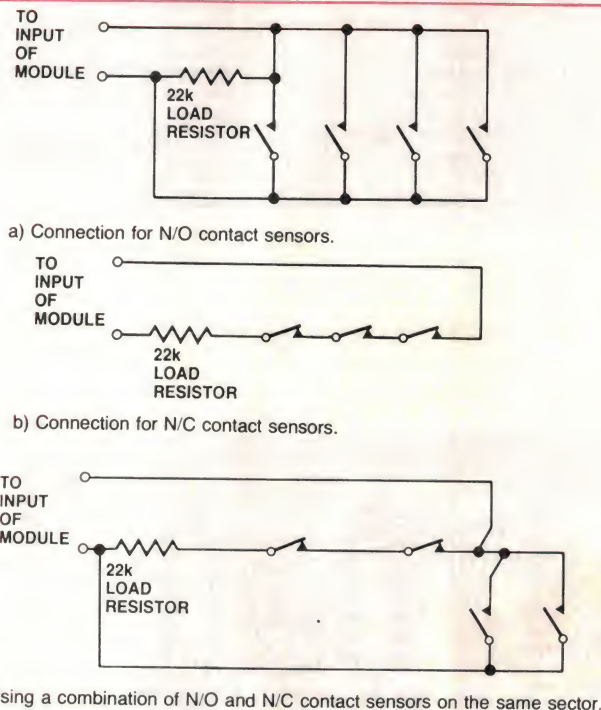 TO
INPUT
OF
MODULE
22k
LOAD
RESISTOR
a) Connection for N/O contact sensors.
TO
INPUT
OF
MODULE
22k
LOAD
RESISTOR
b) Connection for N/C contact sensors.
TO
INPUT
OF
MODULE
22k
LOAD
RESISTOR
sing a combination of N/O and N/C contact sensors on the same sector.